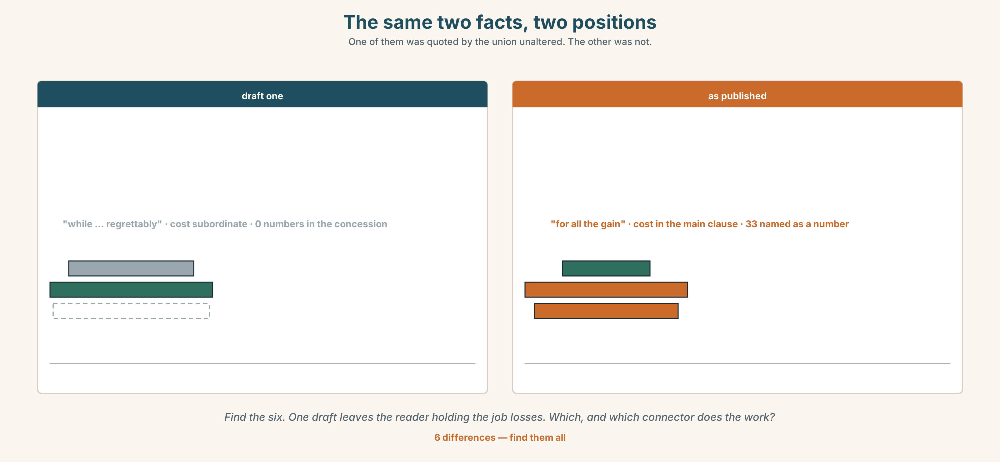 The same two facts, two positions
One of them was quoted by the union unaltered. The other was not.
draft one
as published
"while … regrettably" · cost subordinate · 0 numbers in the concession
"for all the gain" · cost in the main clause · 33 named as a number
Find the six. One draft leaves the reader holding the job losses. Which, and which connector does the work?
6 differences — find them all